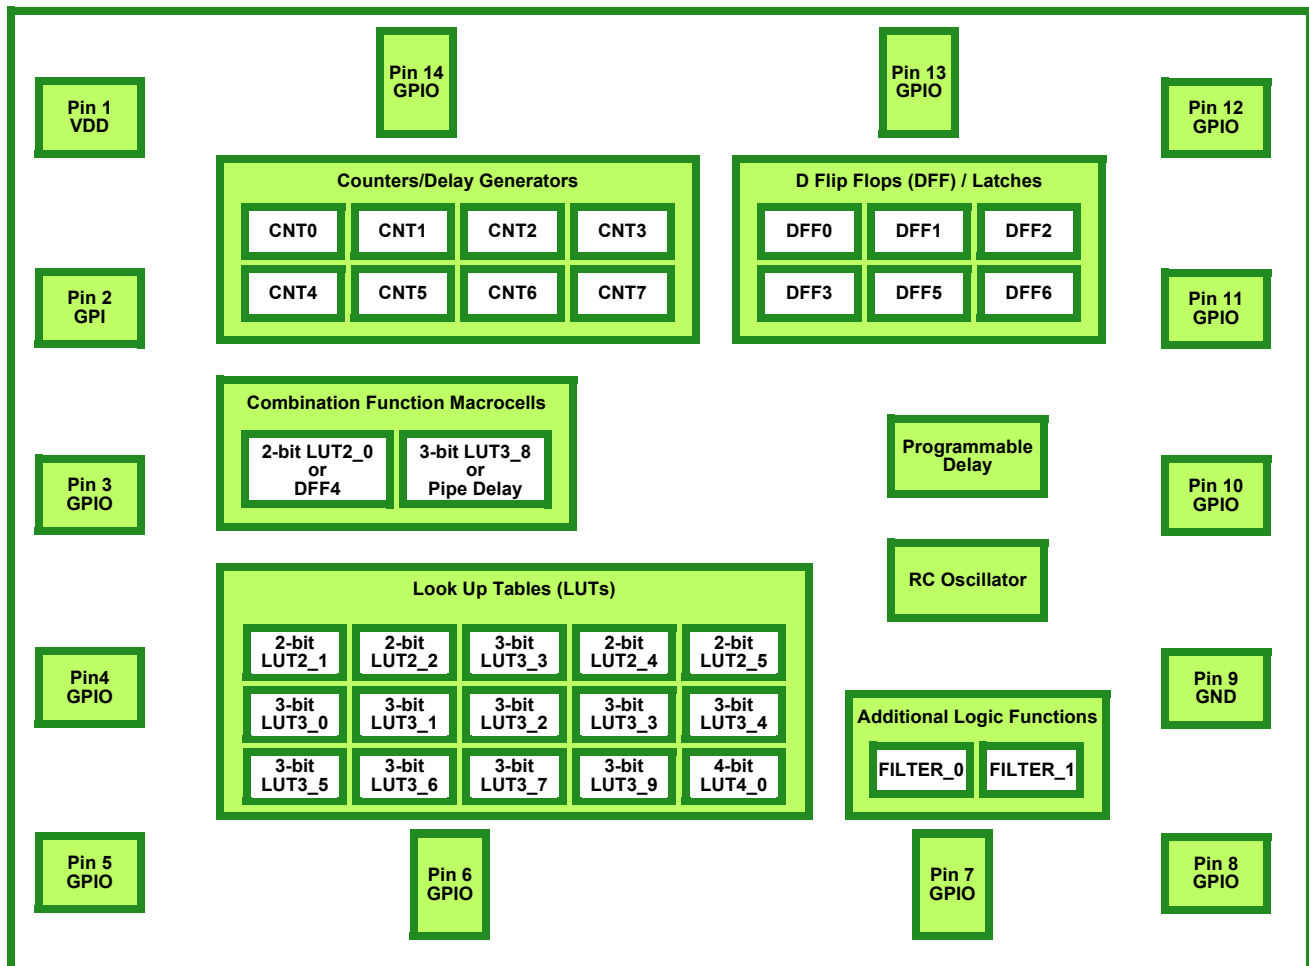 Pin 14
GPIO
Pin 13
GPIO
Pin 1
VDD
Pin 12
GPIO
Counters/Delay Generators
CNT0 CNT1 CNT2 CNT3
CNT4 CNT5 CNT6 CNT7
D Flip Flops (DFF) / Latches
DFF0 DFF1 DFF2
DFF3 DFF5 DFF6
Pin 2
GPI
Pin 11
GPIO
Combination Function Macrocells
2-bit LUT2_0
or
DFF4
3-bit LUT3_8
or
Pipe Delay
Programmable
Delay
Pin 3
GPIO
Pin 10
GPIO
RC Oscillator
Look Up Tables (LUTs)
2-bit
LUT2_1
2-bit
LUT2_2
3-bit
LUT3_3
2-bit
LUT2_4
2-bit
LUT2_5
3-bit
LUT3_0
3-bit
LUT3_1
3-bit
LUT3_2
3-bit
LUT3_3
3-bit
LUT3_4
3-bit
LUT3_5
3-bit
LUT3_6
3-bit
LUT3_7
3-bit
LUT3_9
4-bit
LUT4_0
Pin4
GPIO
Pin 9
GND
Additional Logic Functions
FILTER_0 FILTER_1
Pin 5
GPIO
Pin 6
GPIO
Pin 7
GPIO
Pin 8
GPIO